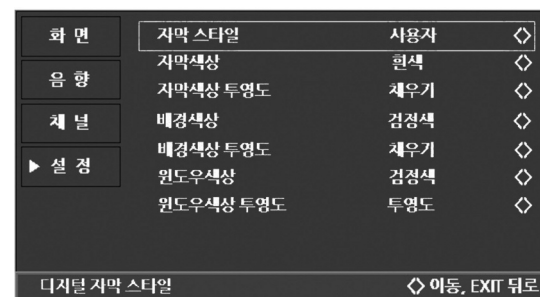 화 면
음 향
채 널
▶ 설 정
자막 스타일 사용자 <>
자막색상 흰색 <>
자막색상 투영도 채우기 <>
배경색상 검정색 <>
배경색상 투영도 채우기 <>
윈도우색상 검정색 <>
윈도우색상 투영도 투영도 <>
디지털 자막 스타일 <> 이동, EXIT 뒤로